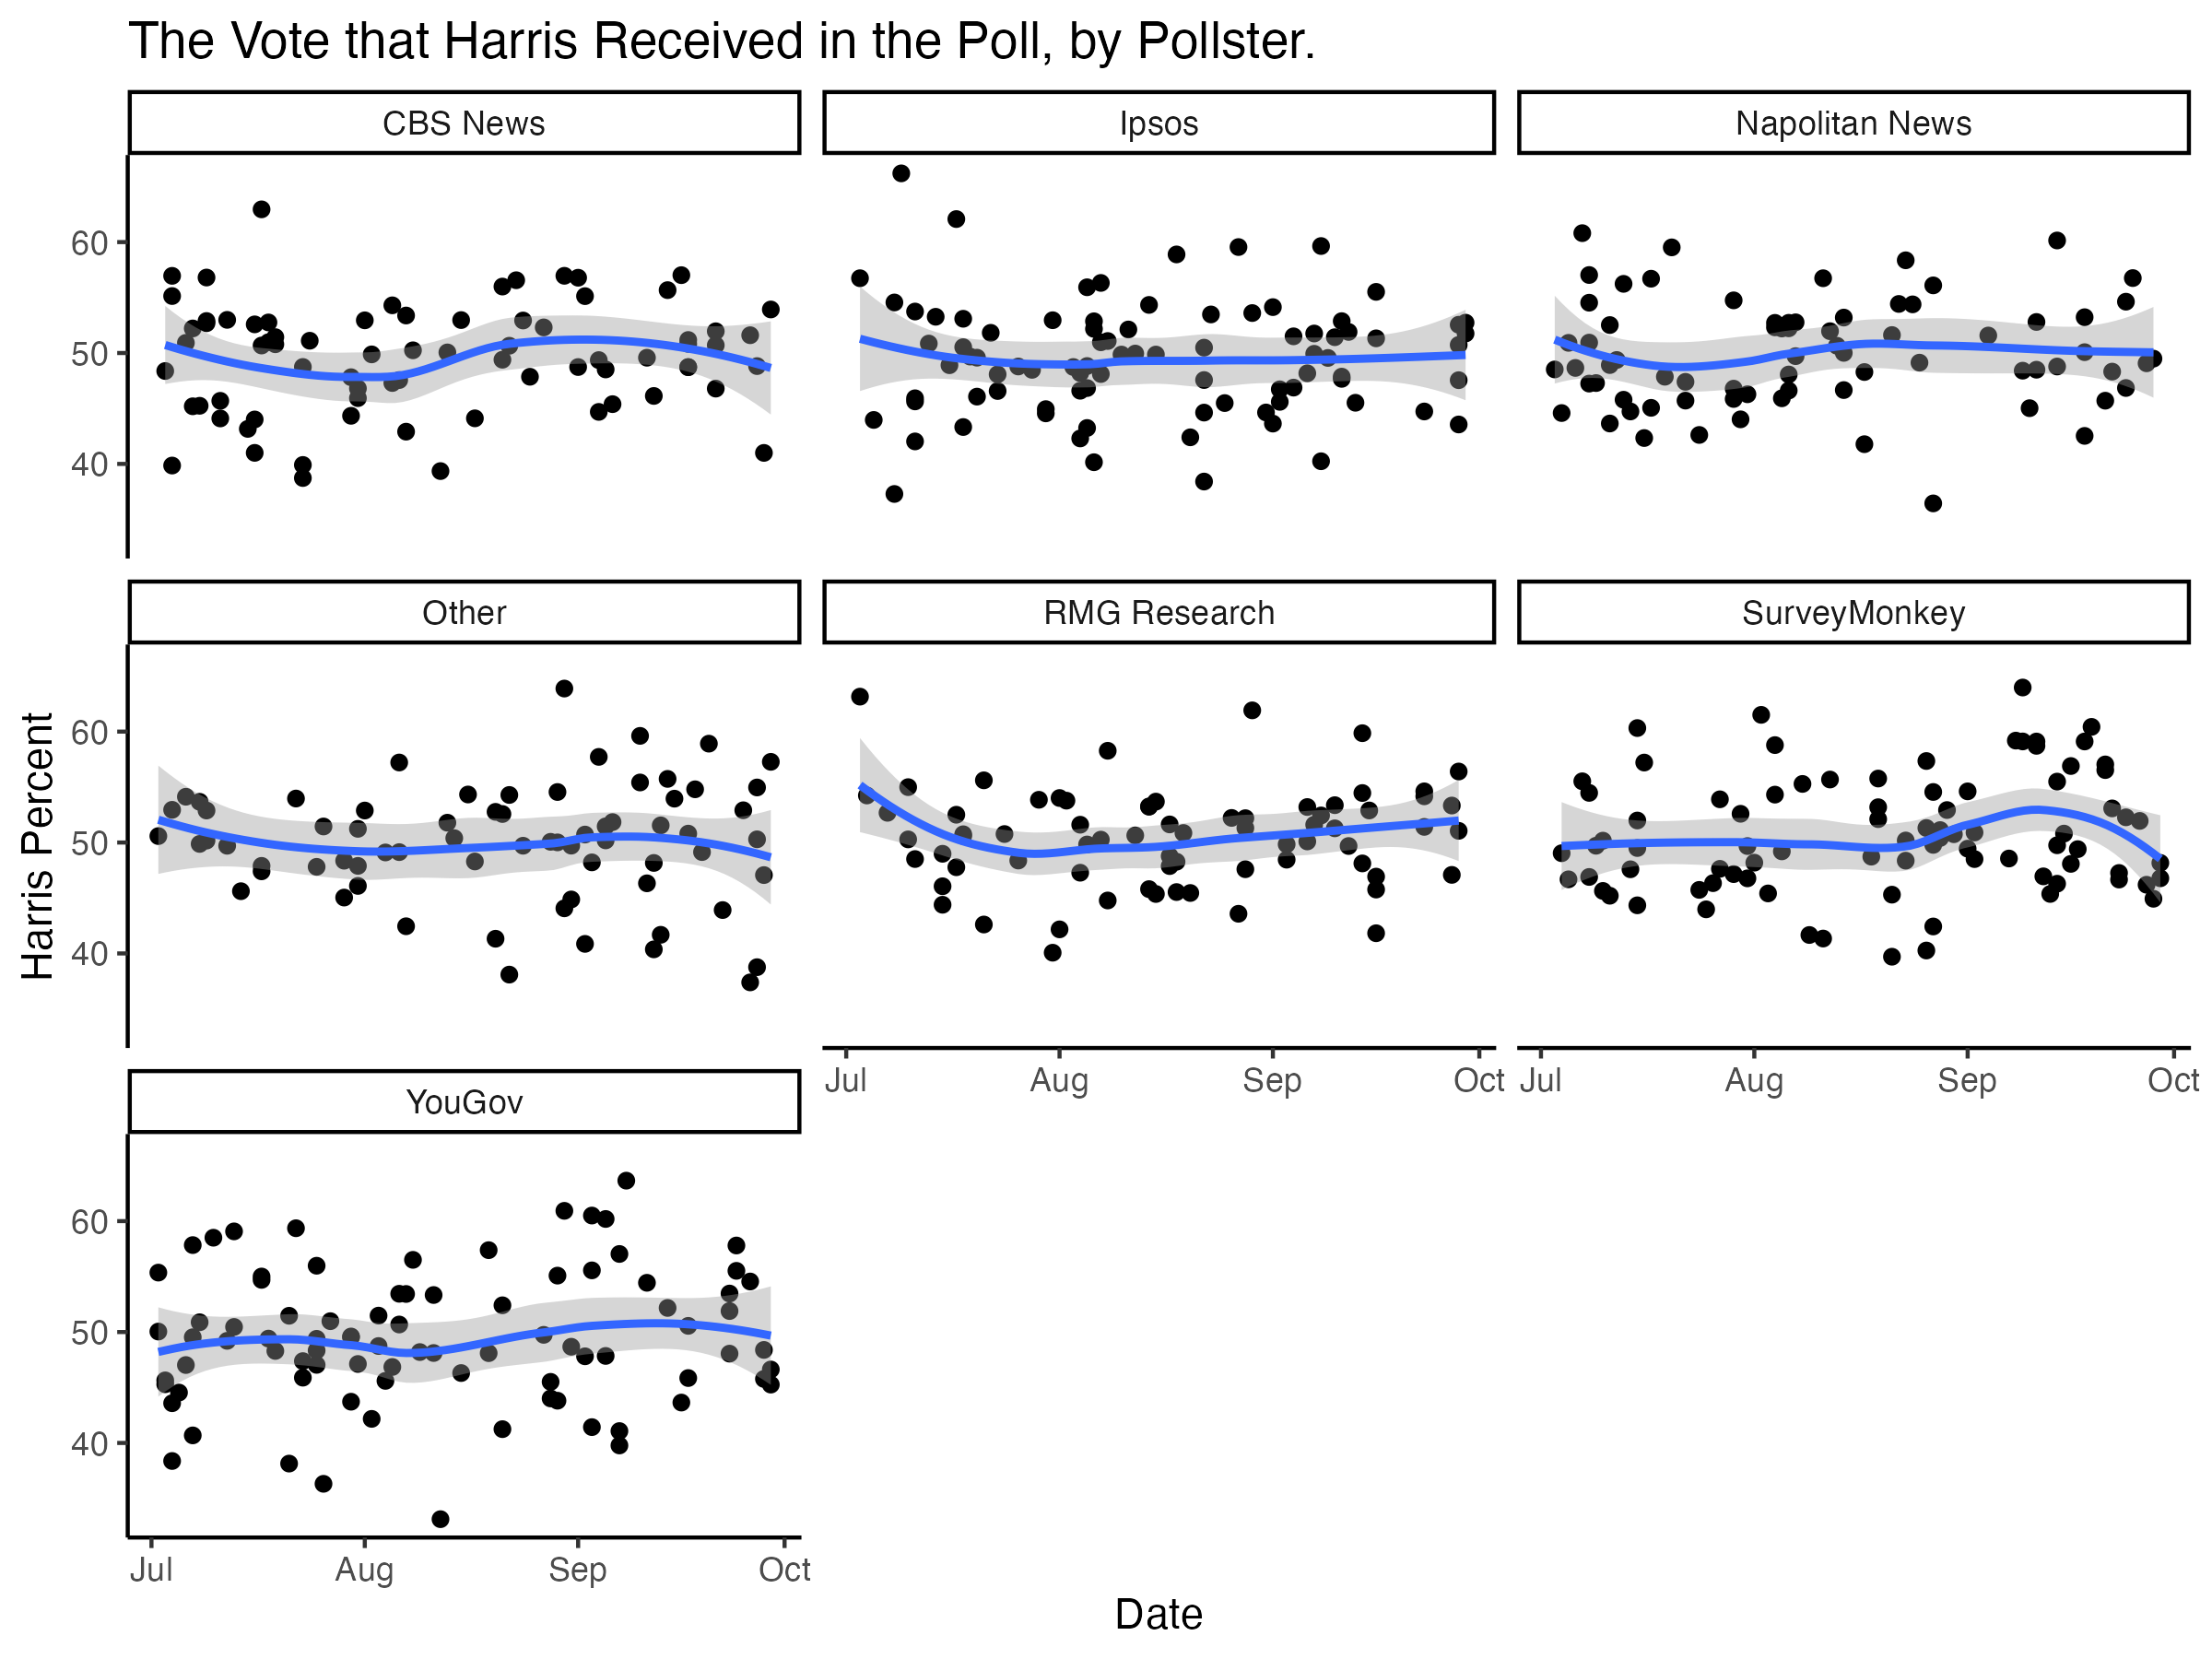 The Vote that Harris Received in the Poll, by Pollster.
CBS News
Ipsos
Napolitan News
60
50
40
Other
RMG Research
SurveyMonkey
Harris Percent
60
50
40
Jul Aug Sep Oct
Jul Aug Sep Oct
YouGov
60
50
40
Jul Aug Sep Oct
Date